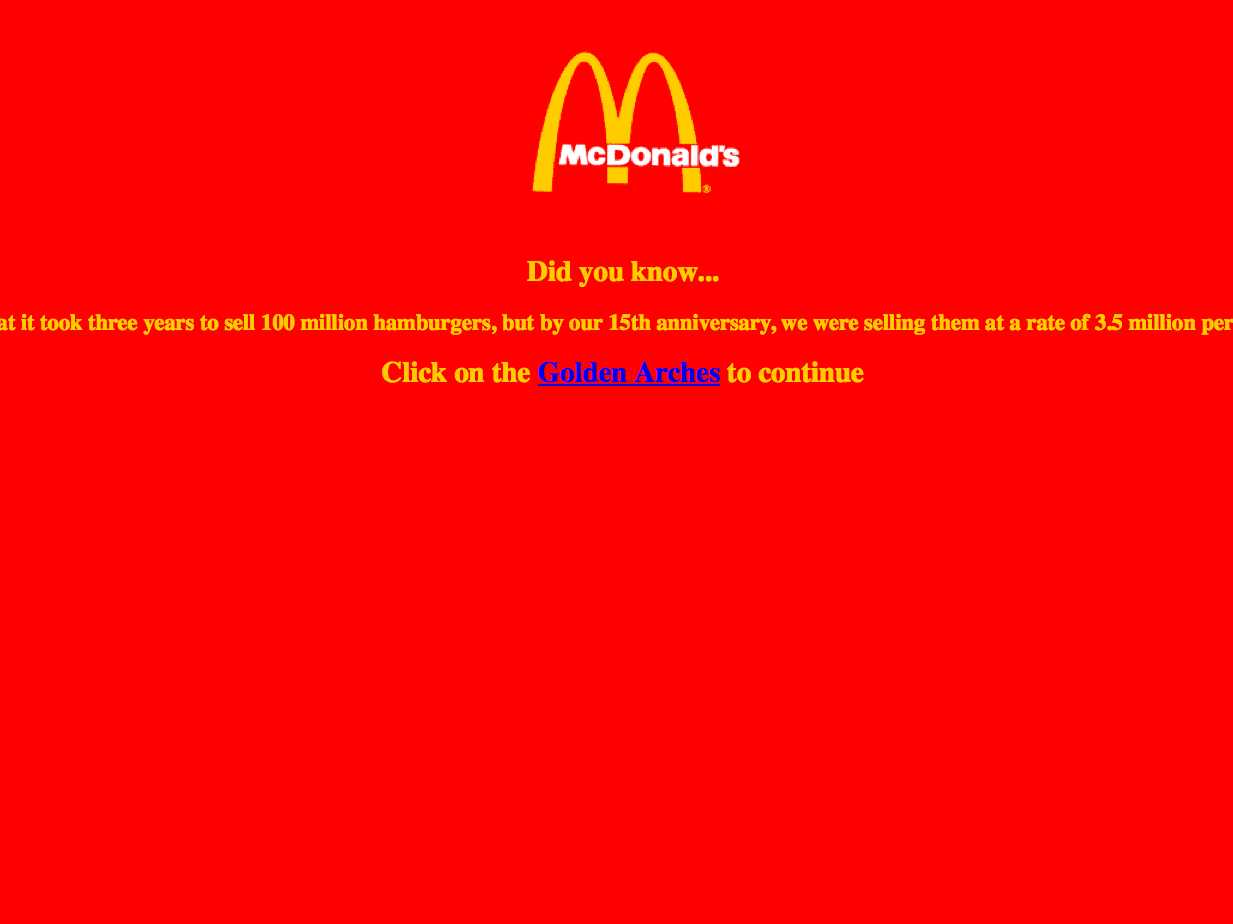 McDonald's
®
Did you know...
at it took three years to sell 100 million hamburgers, but by our 15th anniversary, we were selling them at a rate of 3.5 million per
Click on the Golden Arches to continue